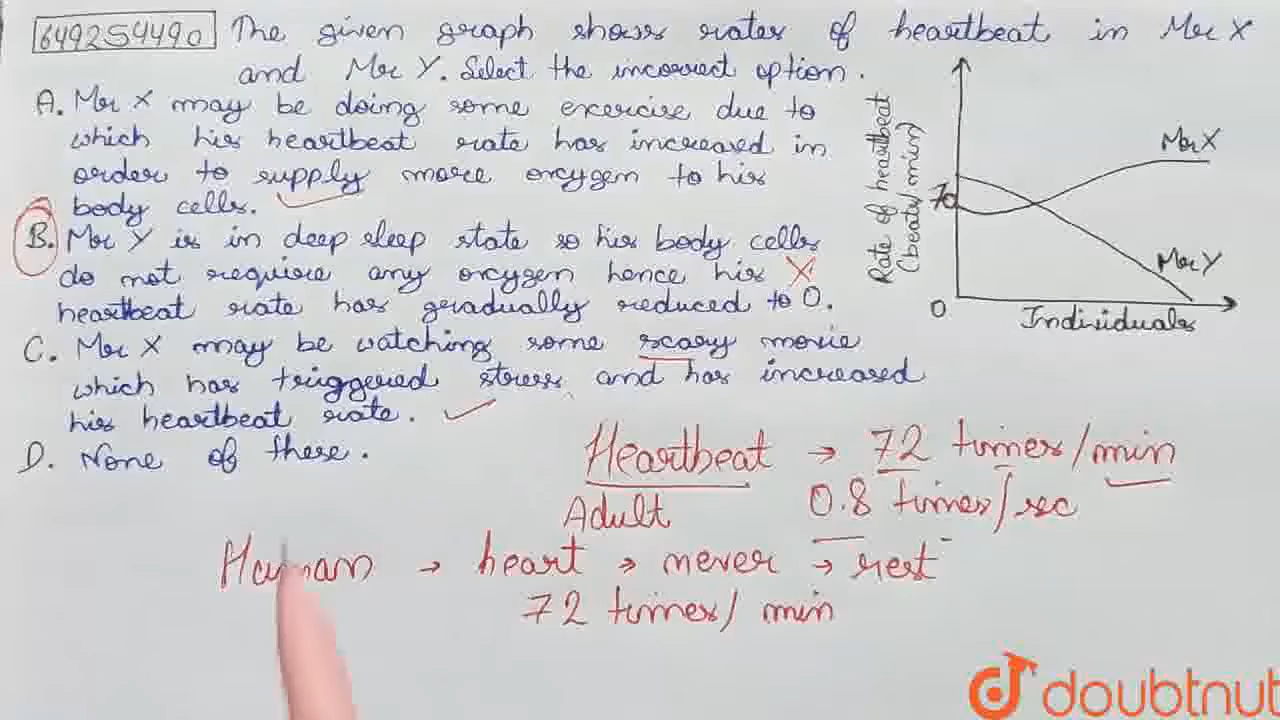 6492S4490 The given graph shows rates of heartbeat in Mr X
and Mr Y. Select the incorrect option.
A. Mr X may be doing some exercise due to
which his heartbeat rate has increased in
order to supply more oxygen to his
body cells.
B. Mr Y is in deep sleep state so his body cells
do not require any oxygen hence his
heartbeat rate has gradually reduced to 0.
C. Mr X may be watching some scary movie
which has triggered stress and has increased
his heartbeat rate.
D. None of these.
Rate of heartbeat
(beats/min)
70
0
Mr X
Mr Y
Individuals
Heartbeat → 72 times/min
Adult 0.8 times/sec
Human → heart → never → rest
72 times/min
doubtnut